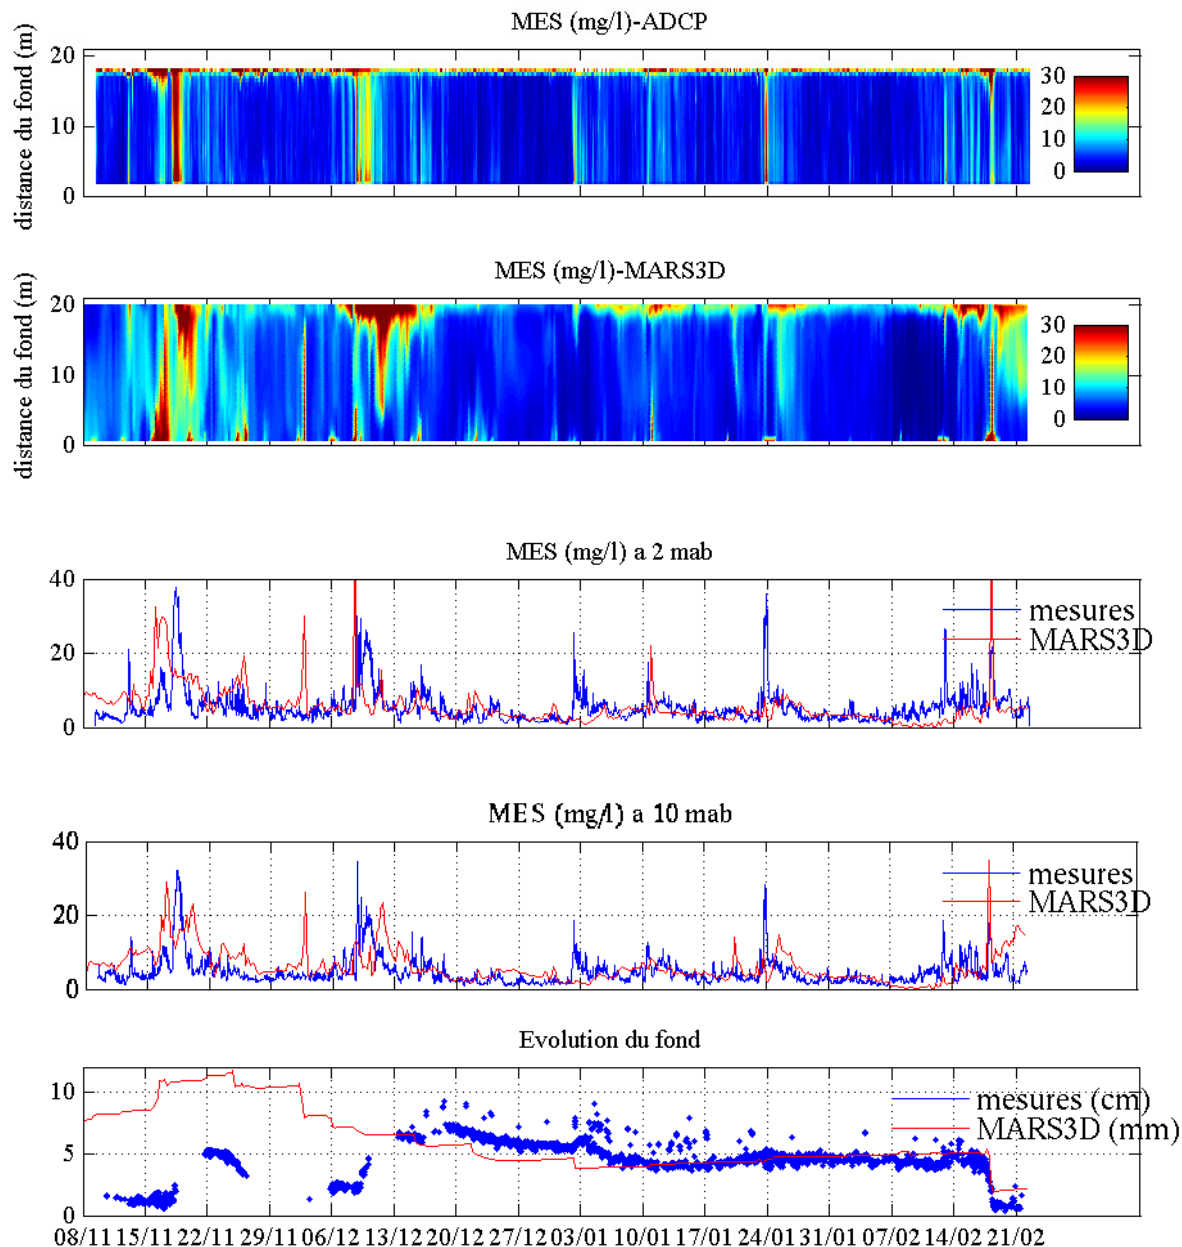 MES (mg/l)-ADCP
distance du fond (m)
20
10
0
30
20
10
0
MES (mg/l)-MARS3D
distance du fond (m)
20
10
0
30
20
10
0
MES (mg/l) a 2 mab
40
20
0
mesures
MARS3D
MES (mg/l) a 10 mab
40
20
0
mesures
MARS3D
Evolution du fond
10
5
0
mesures (cm)
MARS3D (mm)
08/11 15/11 22/11 29/11 06/12 13/12 20/12 27/12 03/01 10/01 17/01 24/01 31/01 07/02 14/02 21/02